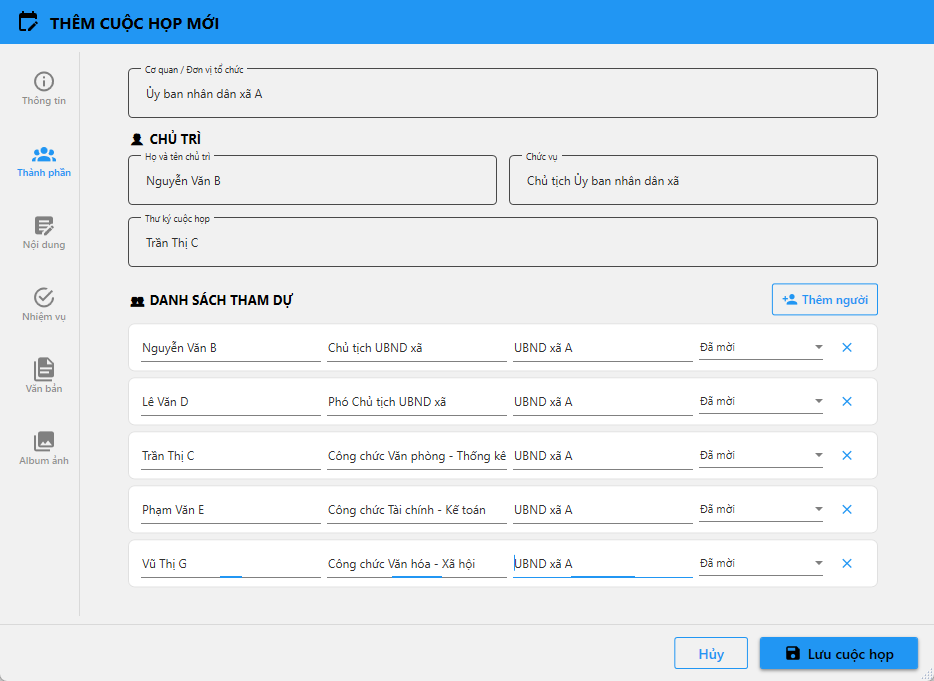 THÊM CUỘC HỌP MỚI
Thông tin
Thành phần
Nội dung
Nhiệm vụ
Văn bản
Album ảnh
Cơ quan / Đơn vị tổ chức
Ủy ban nhân dân xã A
CHỦ TRÌ
Họ và tên chủ trì
Nguyễn Văn B
Chức vụ
Chủ tịch Ủy ban nhân dân xã
Thư ký cuộc họp
Trần Thị C
DANH SÁCH THAM DỰ
Thêm người
Nguyễn Văn B Chủ tịch UBND xã UBND xã A Đã mời
Lê Văn D Phó Chủ tịch UBND xã UBND xã A Đã mời
Trần Thị C Công chức Văn phòng - Thống kê UBND xã A Đã mời
Phạm Văn E Công chức Tài chính - Kế toán UBND xã A Đã mời
Vũ Thị G Công chức Văn hóa - Xã hội UBND xã A Đã mời
Hủy
Lưu cuộc họp